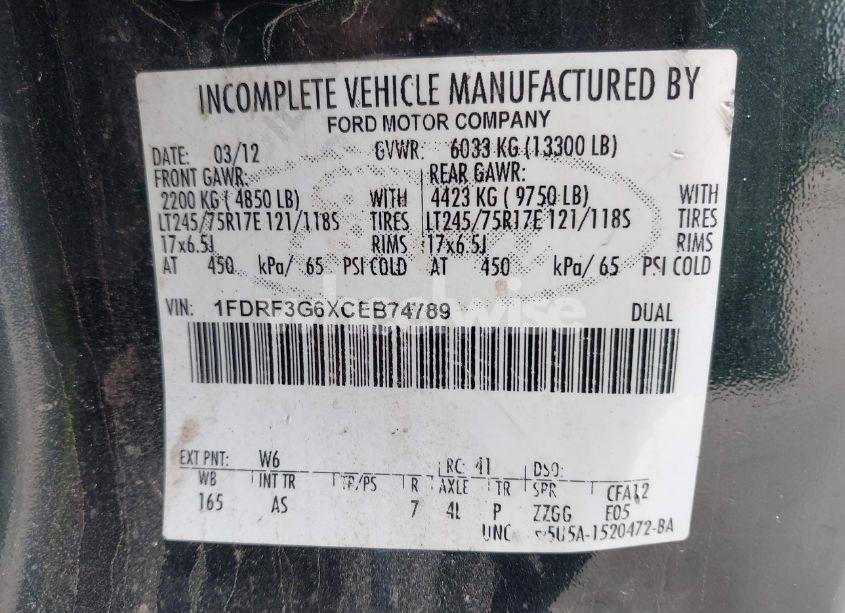 INCOMPLETE VEHICLE MANUFACTURED BY
FORD MOTOR COMPANY
DATE: 03/12 GVWR: 6033 KG (13300 LB)
FRONT GAWR: REAR GAWR:
2200 KG ( 4850 LB) WITH 4423 KG ( 9750 LB) WITH
LT245/75R17E 121/118S TIRES LT245/75R17E 121/118S TIRES
17x6.5J RIMS 17x6.5J RIMS
AT 450 kPa/ 65 PSI COLD AT 450 kPa/ 65 PSI COLD
VIN: 1FDRF3G6XCEB74789 DUAL
EXT PNT: W6 RC: 41 DSO:
WB INT TR TP/PS R AXLE TR SPR CFA12
165 AS 7 4L P ZZGG F05
UNC 5U5A-1520472-BA